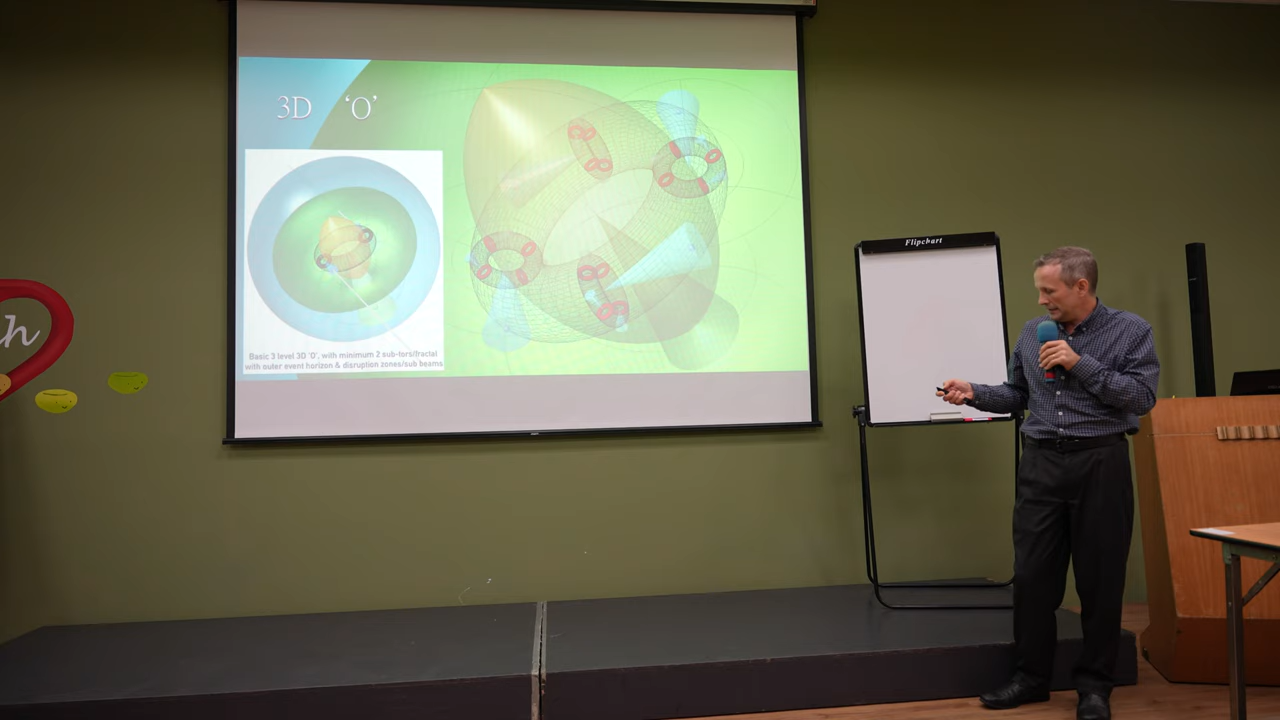 3D 'O'
Basic 3 level 3D 'O', with minimum 2 sub-tors/fractal
with outer event horizon & disruption zones/sub beams
Flipchart
th